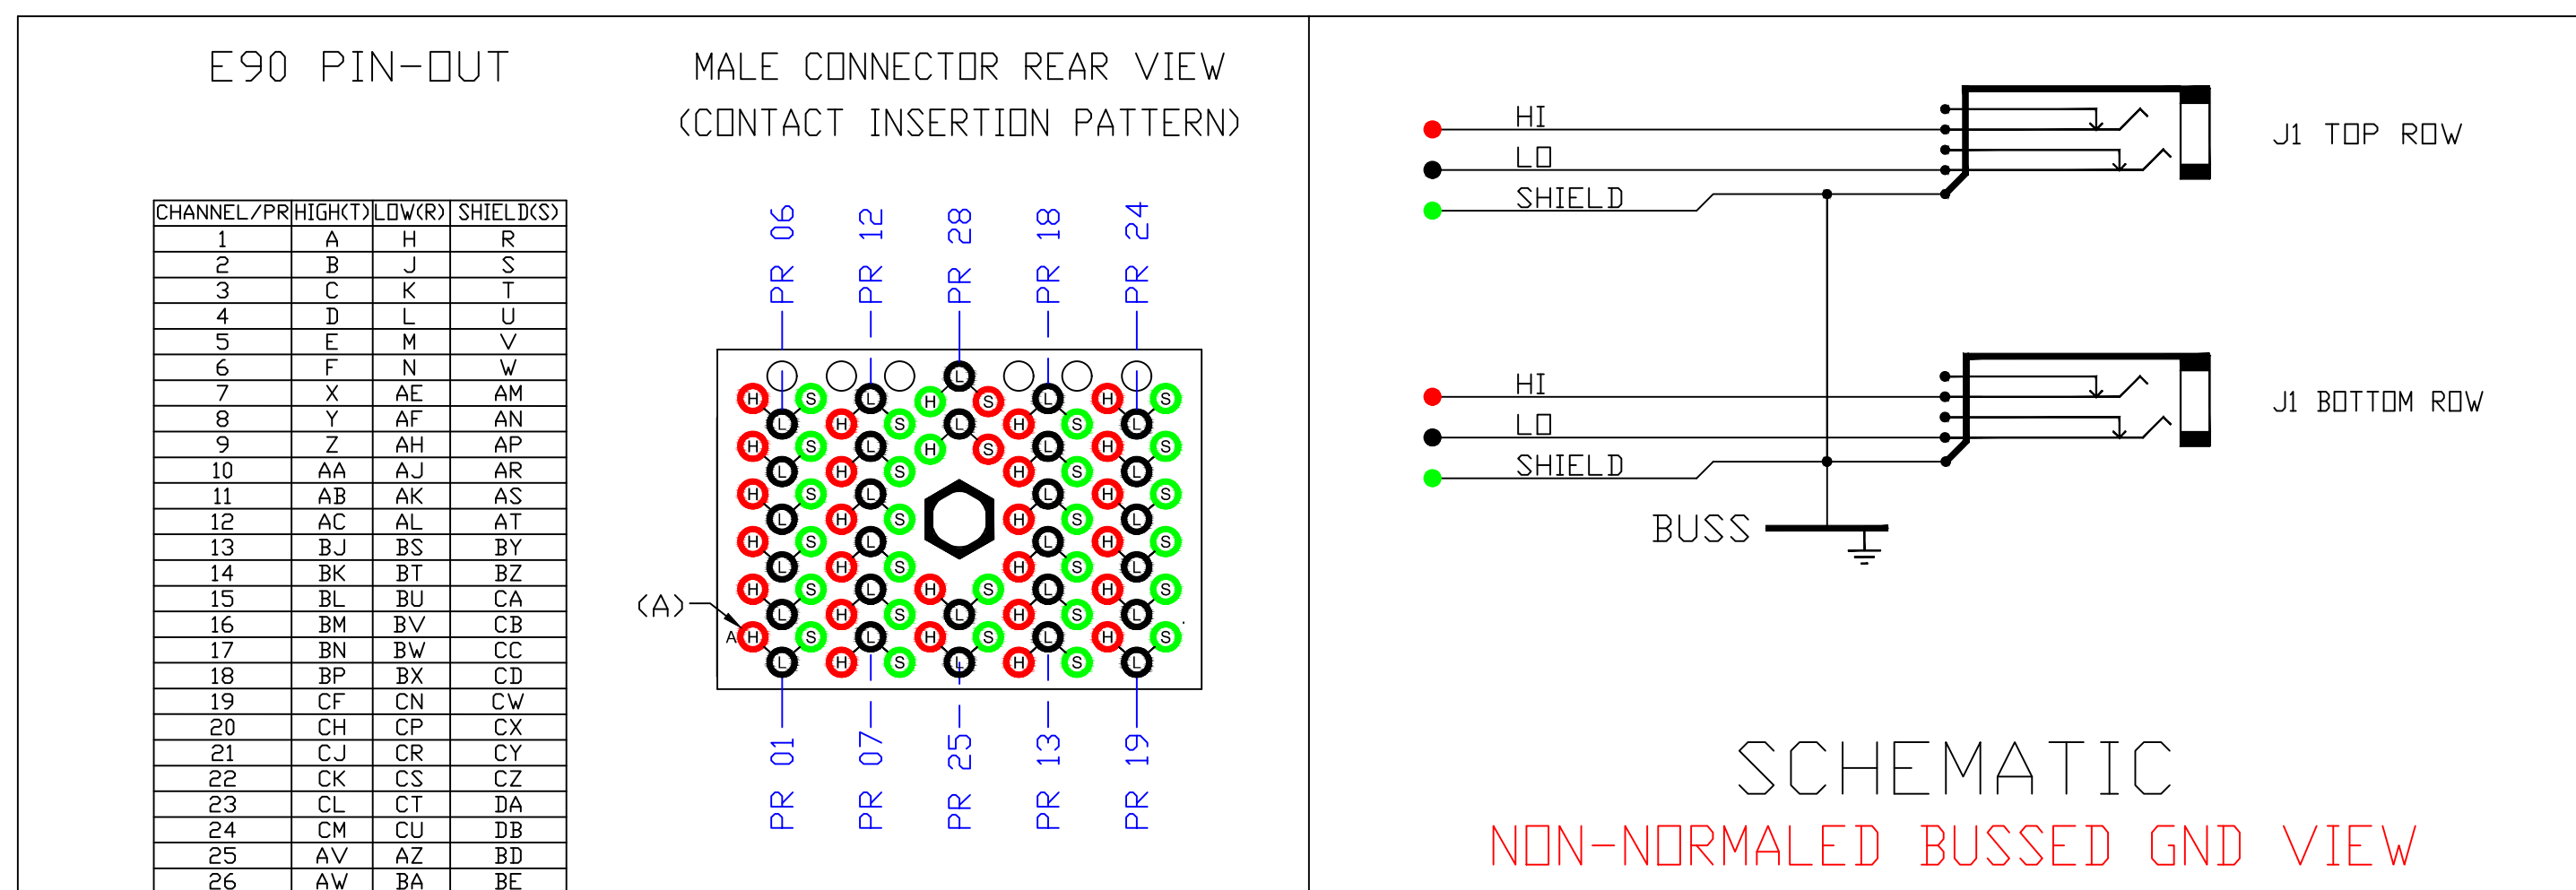 E90 PIN-OUT
CHANNEL/PR HIGH(T) LOW(R) SHIELD(S)
1 A H R
2 B J S
3 C K T
4 D L U
5 E M V
6 F N W
7 X AE AM
8 Y AF AN
9 Z AH AP
10 AA AJ AR
11 AB AK AS
12 AC AL AT
13 BJ BS BY
14 BK BT BZ
15 BL BU CA
16 BM BV CB
17 BN BW CC
18 BP BX CD
19 CF CN CW
20 CH CP CX
21 CJ CR CY
22 CK CS CZ
23 CL CT DA
24 CM CU DB
25 AV AZ BD
26 AW BA BE
MALE CONNECTOR REAR VIEW
(CONTACT INSERTION PATTERN)
PR 06
PR 12
PR 28
PR 18
PR 24
L
H S L H S L H S
L H S L H S L
H S L H S H L H S
L H S H L S L
H S L H L H S
L H S H S L
H S L L H S
L H S H S L
H S L H S L H S
L H S L H S L
(A)
A H S L H S L H S
L H S L H S L
PR 01
PR 07
PR 25
PR 13
PR 19
HI
LO
SHIELD
J1 TOP ROW
HI
LO
SHIELD
J1 BOTTOM ROW
BUSS
SCHEMATIC
NON-NORMALED BUSSED GND VIEW